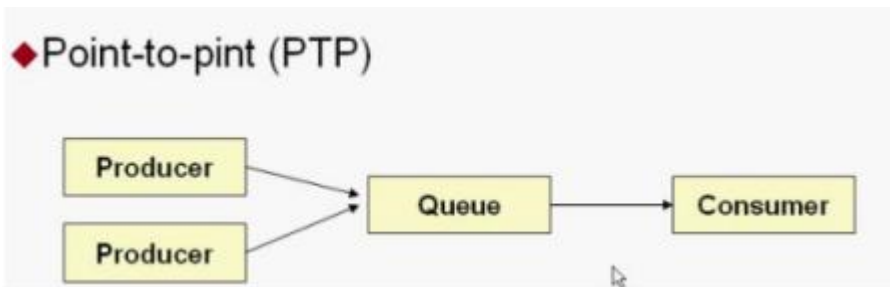 Point-to-pint (PTP)
Producer
Queue
Consumer
Producer